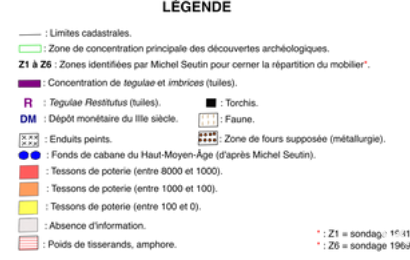 LÉGENDE
: Limites cadastrales.
: Zone de concentration principale des découvertes archéologiques.
Z1 à Z6 : Zones identifiées par Michel Seutin pour cerner la répartition du mobilier*.
: Concentration de tegulae et imbrices (tuiles).
R : Tegulae Restitutus (tuiles). : Torchis.
DM : Dépôt monétaire du IIIe siècle. : Faune.
: Enduits peints. : Zone de fours supposée (métallurgie).
: Fonds de cabane du Haut-Moyen-Âge (d'après Michel Seutin).
: Tessons de poterie (entre 8000 et 1000).
: Tessons de poterie (entre 1000 et 100).
: Tessons de poterie (entre 100 et 0).
: Absence d'information.
: Poids de tisserands, amphore.
* : Z1 = sondage
* : Z6 = sondage 1969